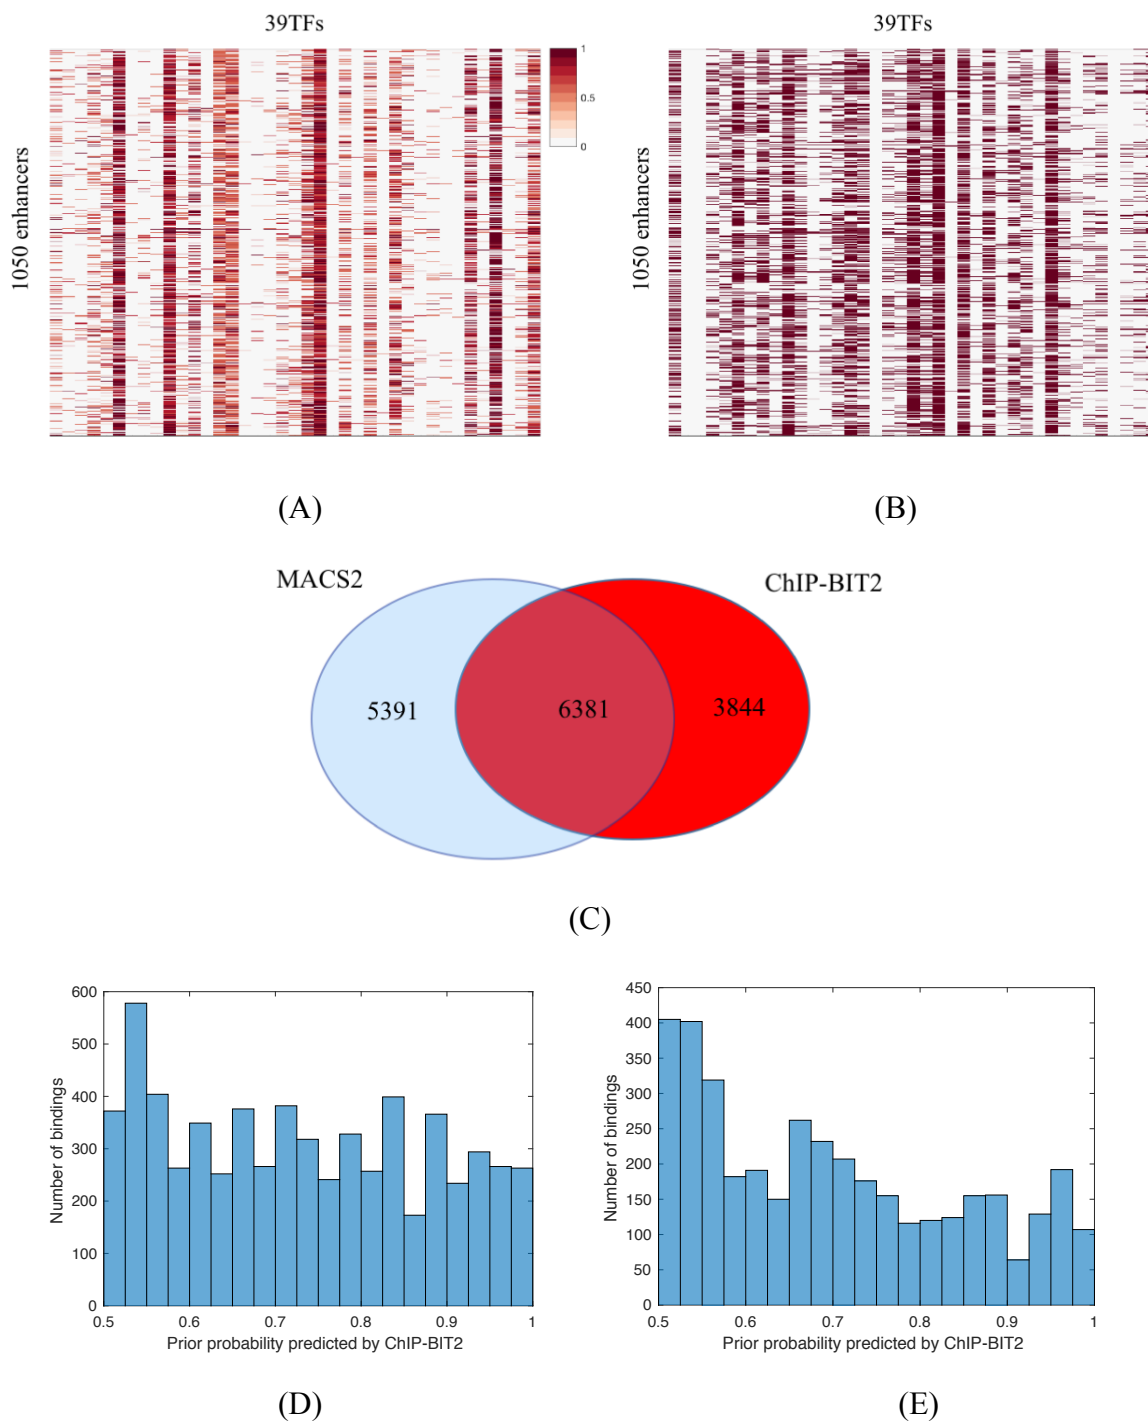 39TFs
39TFs
1050 enhancers
1
0.5
0
1050 enhancers
(A)
(B)
MACS2
ChIP-BIT2
5391
6381
3844
(C)
600
500
400
300
200
100
0
Number of bindings
0.5
0.6
0.7
0.8
0.9
1
Prior probability predicted by ChIP-BIT2
450
400
350
300
250
200
150
100
50
0
Number of bindings
0.5
0.6
0.7
0.8
0.9
1
Prior probability predicted by ChIP-BIT2
(D)
(E)